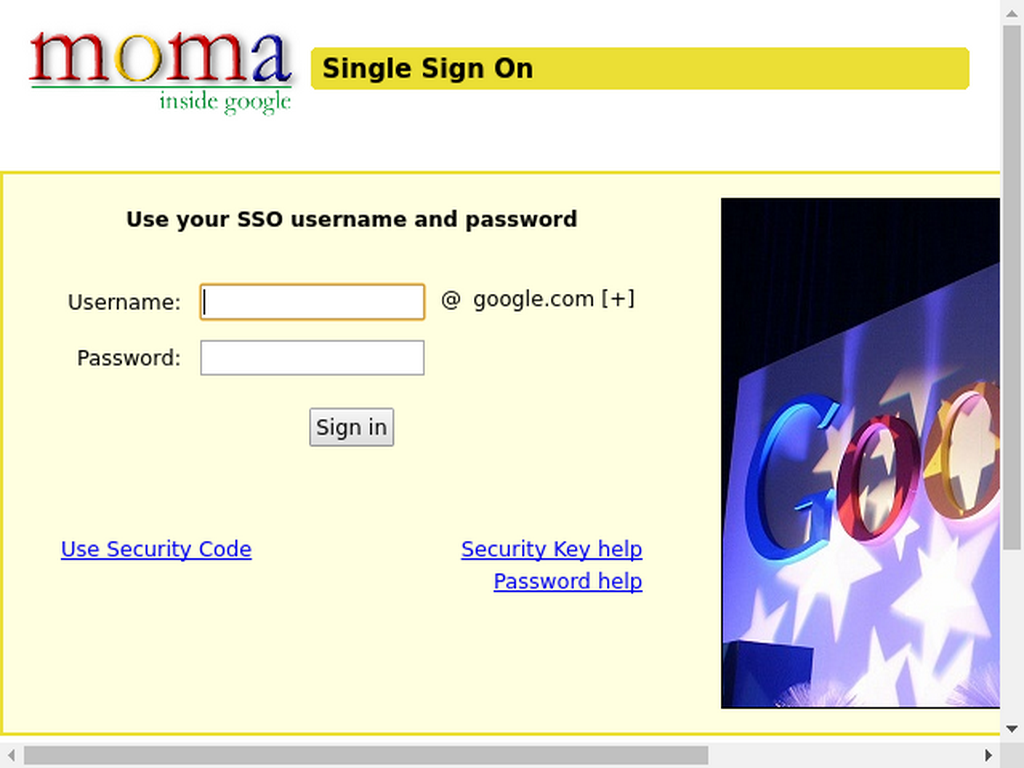 moma
inside google
Single Sign On
Use your SSO username and password
Username: @ google.com [+]
Password:
Sign in
Use Security Code
Security Key help
Password help
Goo